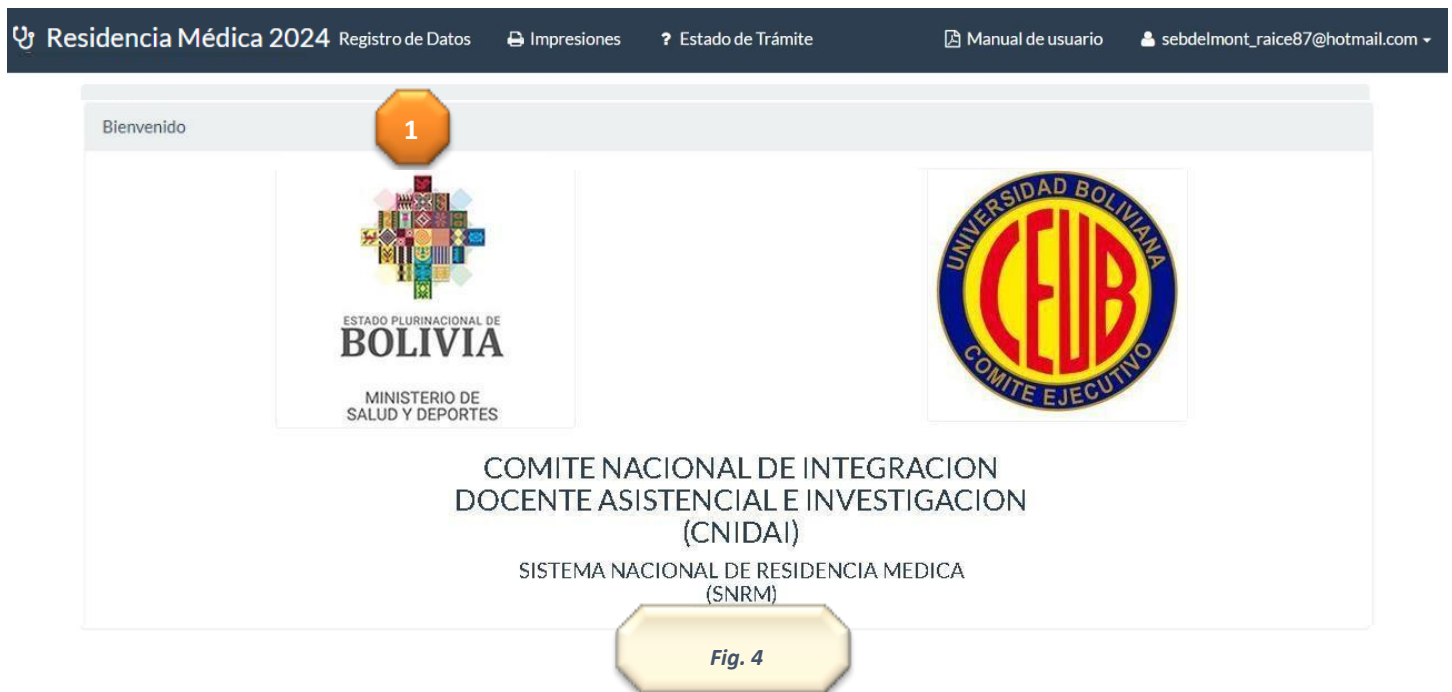 Residencia Médica 2024 Registro de Datos Impresiones ? Estado de Trámite Manual de usuario sebdelmont_raice87@hotmail.com
Bienvenido
1
ESTADO PLURINACIONAL DE
BOLIVIA
MINISTERIO DE
SALUD Y DEPORTES
UNIVERSIDAD BOLIVIANA
CEUB
COMITE EJECUTIVO
COMITE NACIONAL DE INTEGRACION
DOCENTE ASISTENCIAL E INVESTIGACION
(CNIDAI)
SISTEMA NACIONAL DE RESIDENCIA MEDICA
(SNRM)
Fig. 4